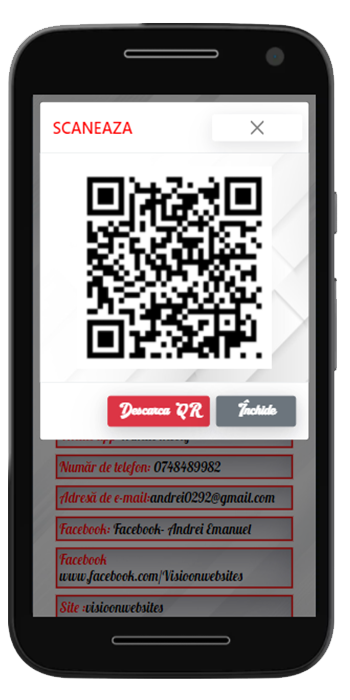 SCANEAZA
Descarca QR
Închide
Număr de telefon: 0748489982
Adresă de e-mail:andrei0292@gmail.com
Facebook: Facebook- Andrei Emanuel
Facebook
www.facebook.com/Visioonwebsites
Site :visioonwebsites